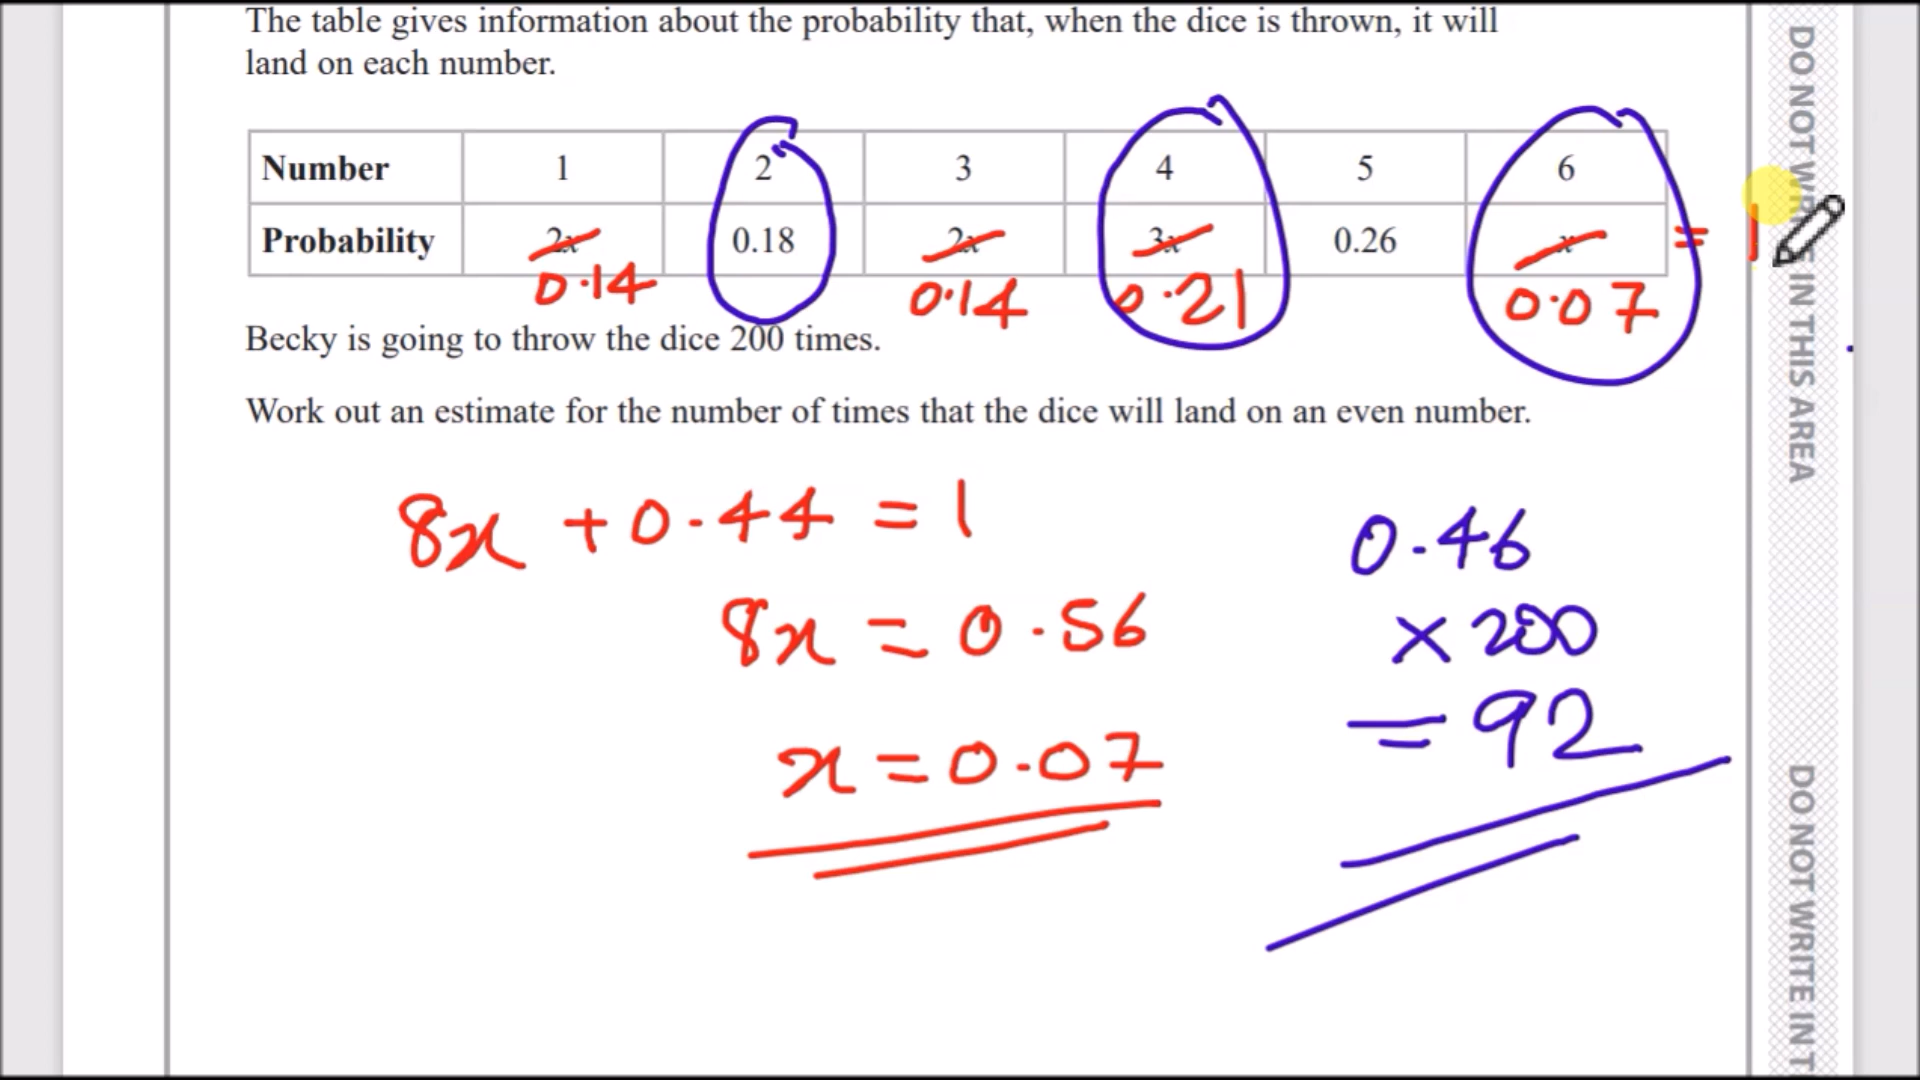 The table gives information about the probability that, when the dice is thrown, it will
land on each number.
Number 1 2 3 4 5 6
Probability 2x 0.18 2x 3x 0.26 x = 1
0.14 0.14 0.21 0.07
Becky is going to throw the dice 200 times.
Work out an estimate for the number of times that the dice will land on an even number.
8x + 0.44 = 1
8x = 0.56
x = 0.07
0.46
× 200
= 92
DO NOT WRITE IN THIS AREA
DO NOT WRITE IN T